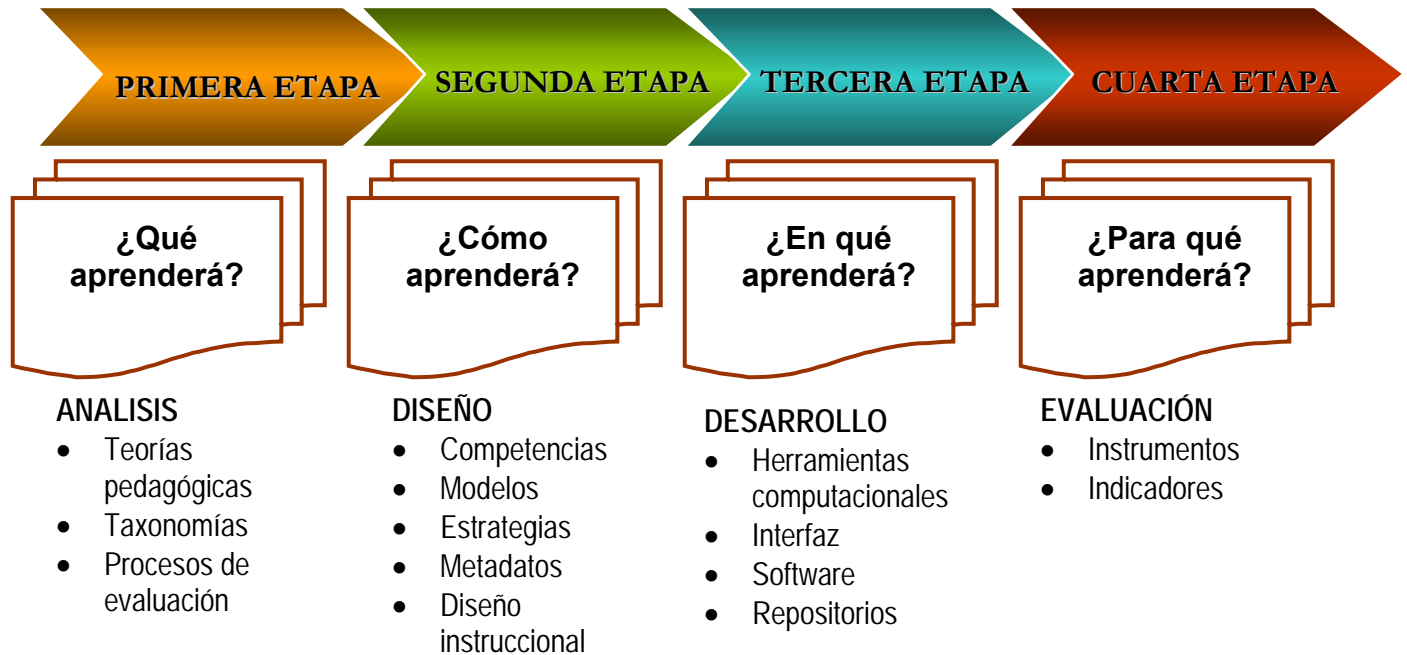 PRIMERA ETAPA
SEGUNDA ETAPA
TERCERA ETAPA
CUARTA ETAPA
¿Qué
aprenderá?
¿Cómo
aprenderá?
¿En qué
aprenderá?
¿Para qué
aprenderá?
ANALISIS
• Teorías
pedagógicas
• Taxonomías
• Procesos de
evaluación
DISEÑO
• Competencias
• Modelos
• Estrategias
• Metadatos
• Diseño
instruccional
DESARROLLO
• Herramientas
computacionales
• Interfaz
• Software
• Repositorios
EVALUACIÓN
• Instrumentos
• Indicadores